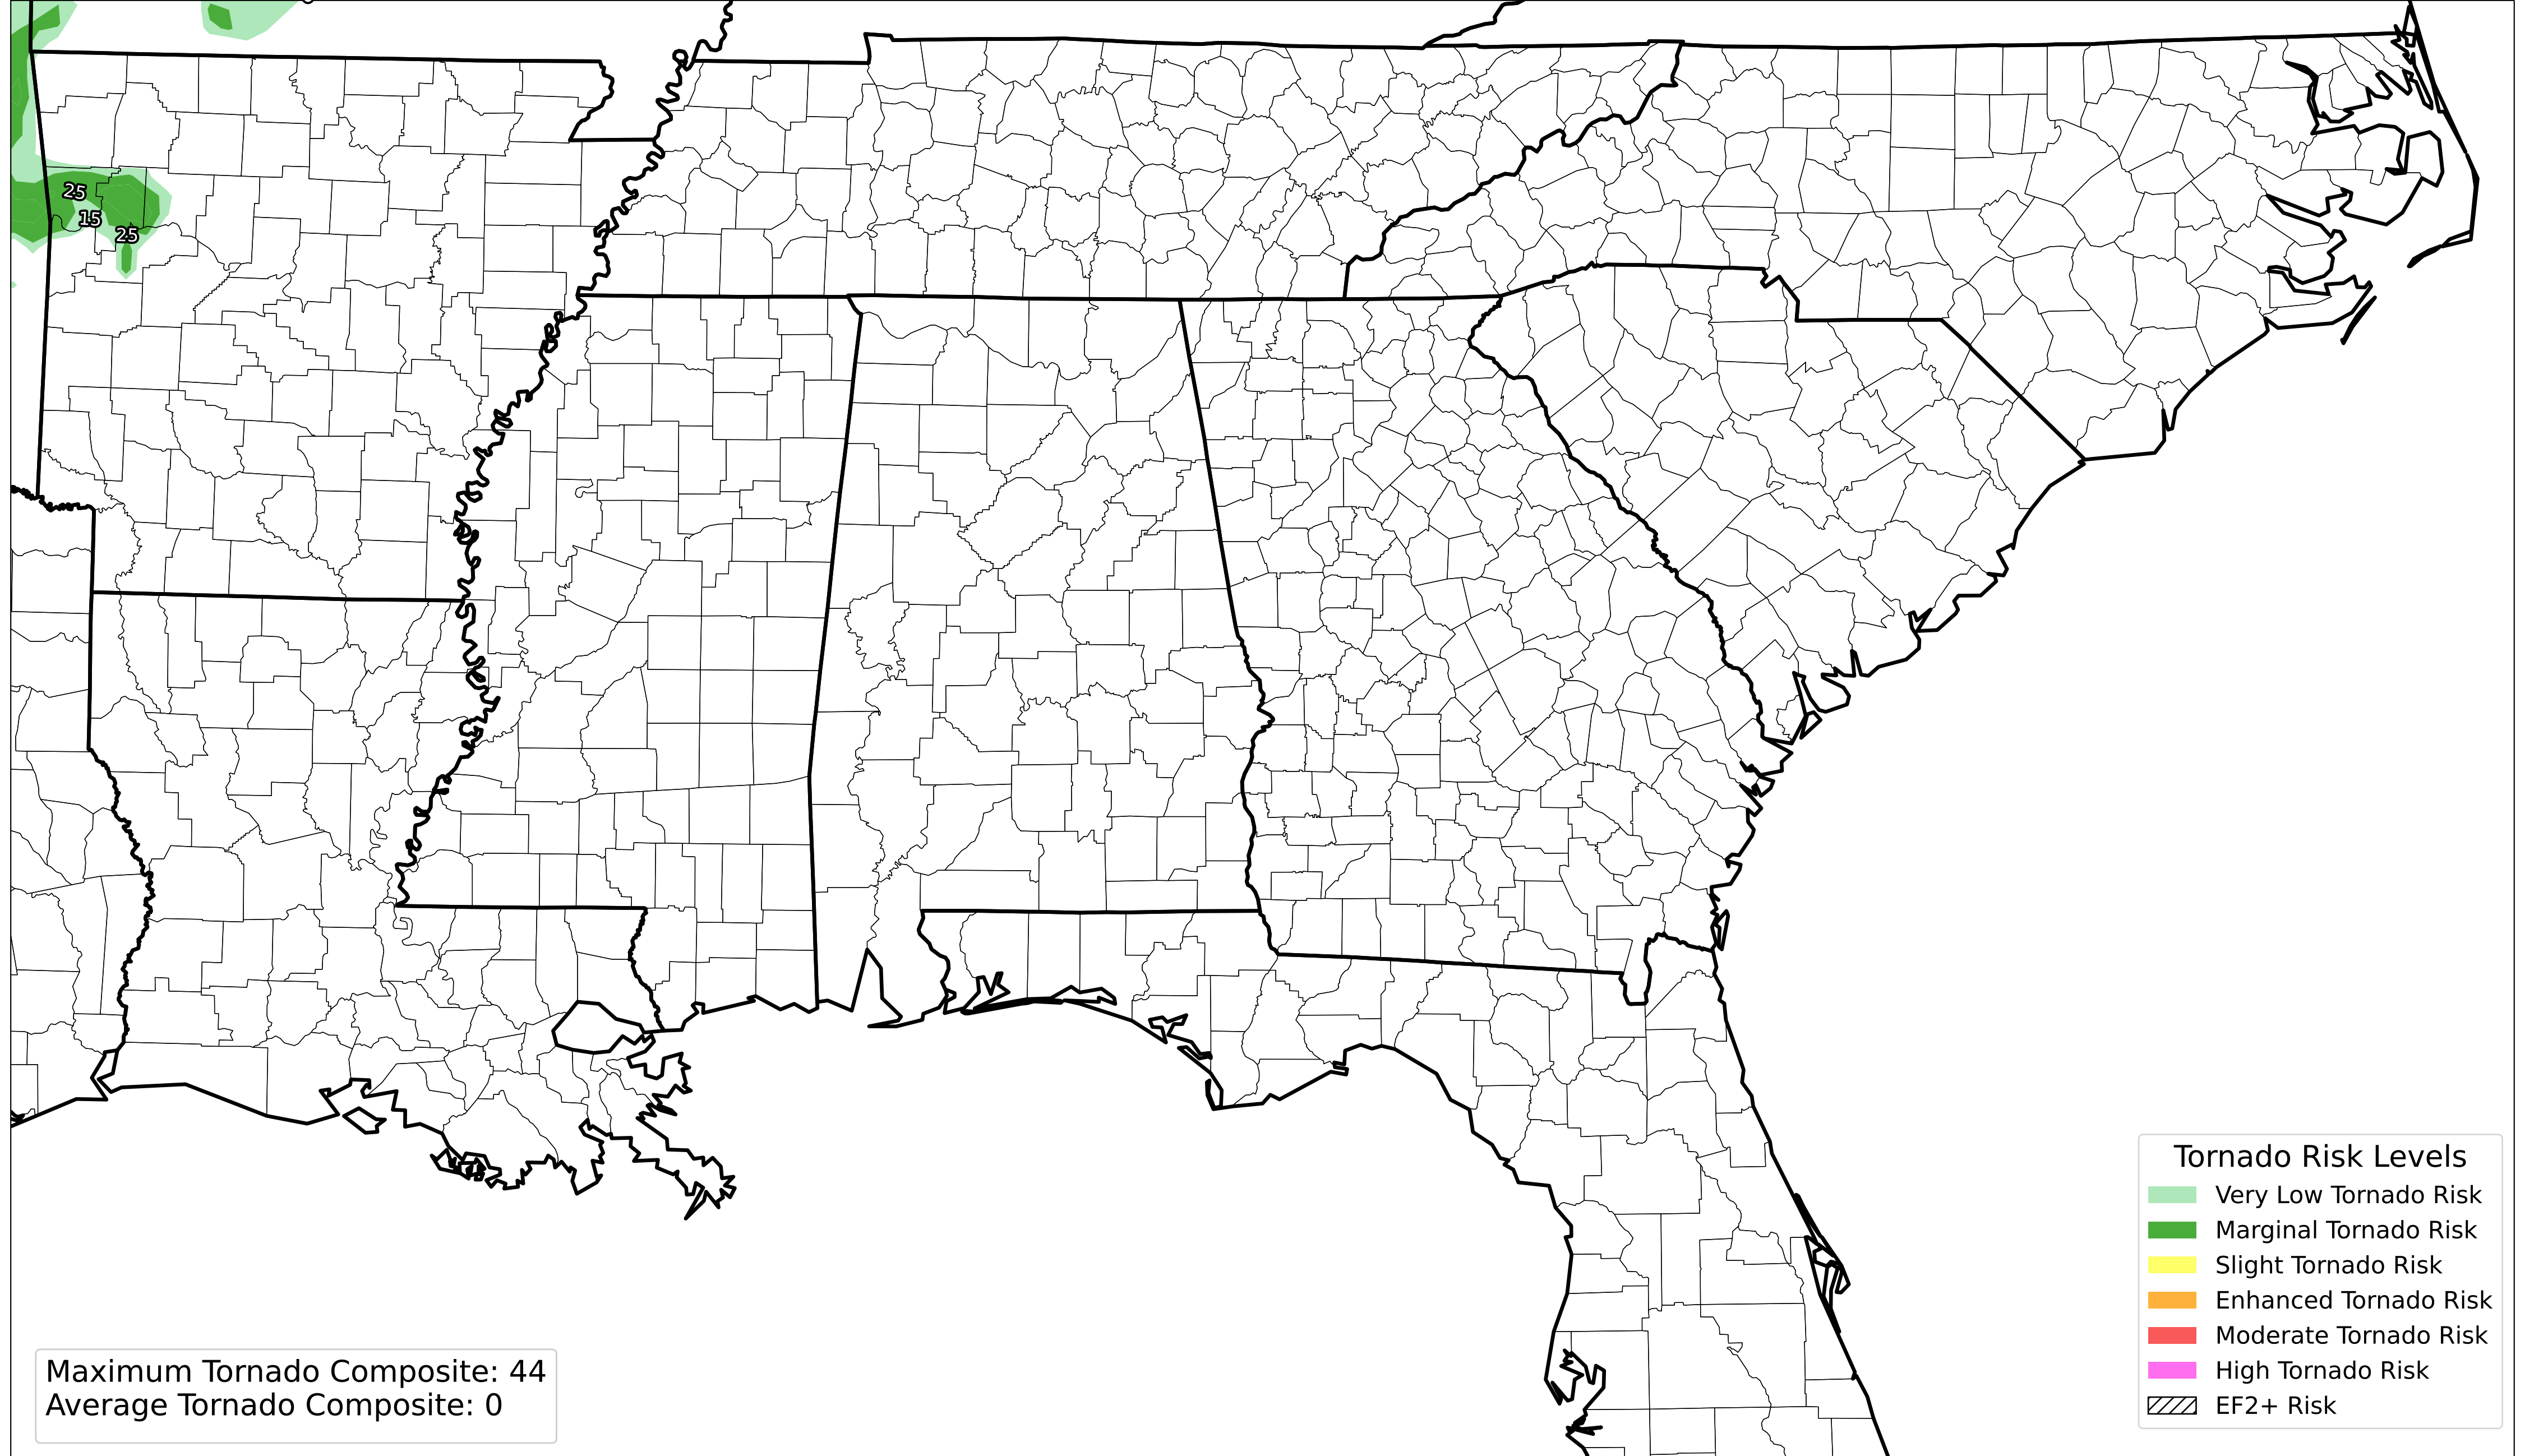 25
15
25
Tornado Risk Levels
Very Low Tornado Risk
Marginal Tornado Risk
Slight Tornado Risk
Enhanced Tornado Risk
Moderate Tornado Risk
High Tornado Risk
EF2+ Risk
Maximum Tornado Composite: 44
Average Tornado Composite: 0